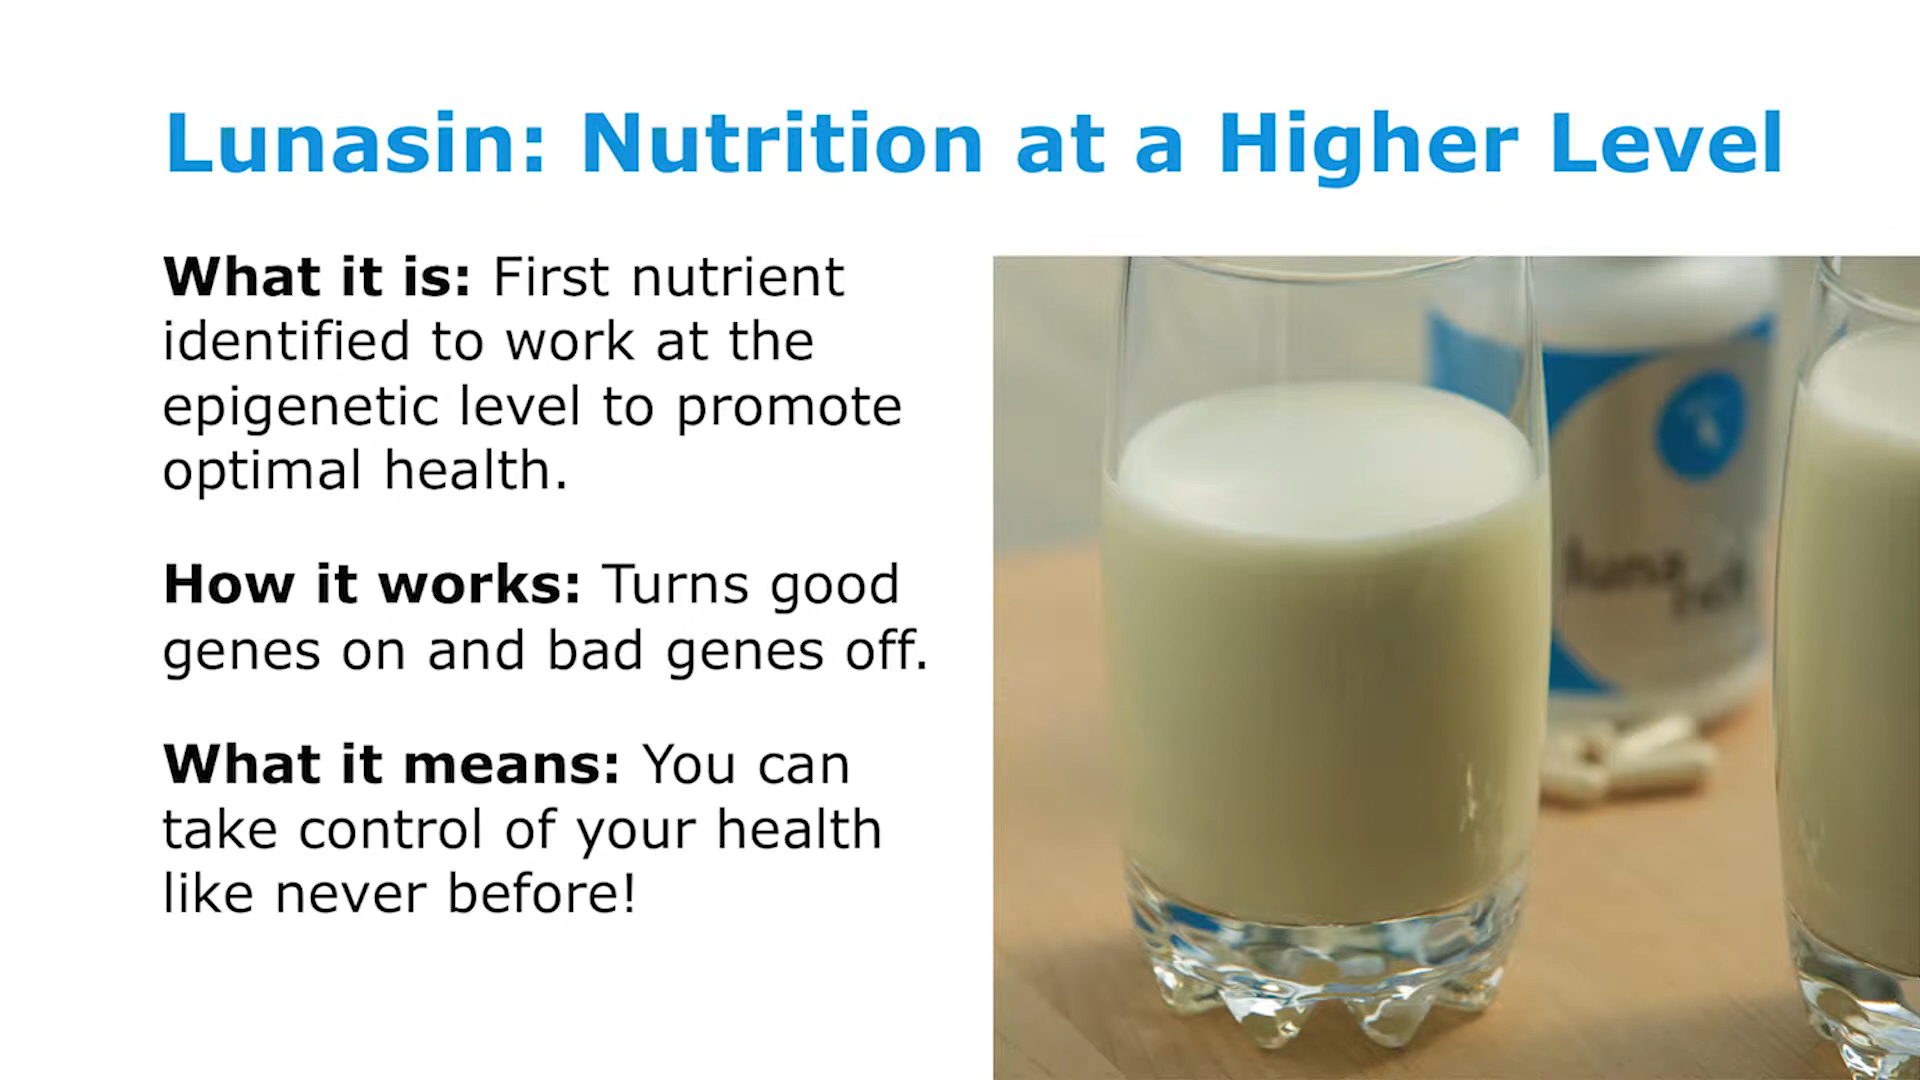 Lunasin: Nutrition at a Higher Level
What it is: First nutrient
identified to work at the
epigenetic level to promote
optimal health.
How it works: Turns good
genes on and bad genes off.
What it means: You can
take control of your health
like never before!
luna